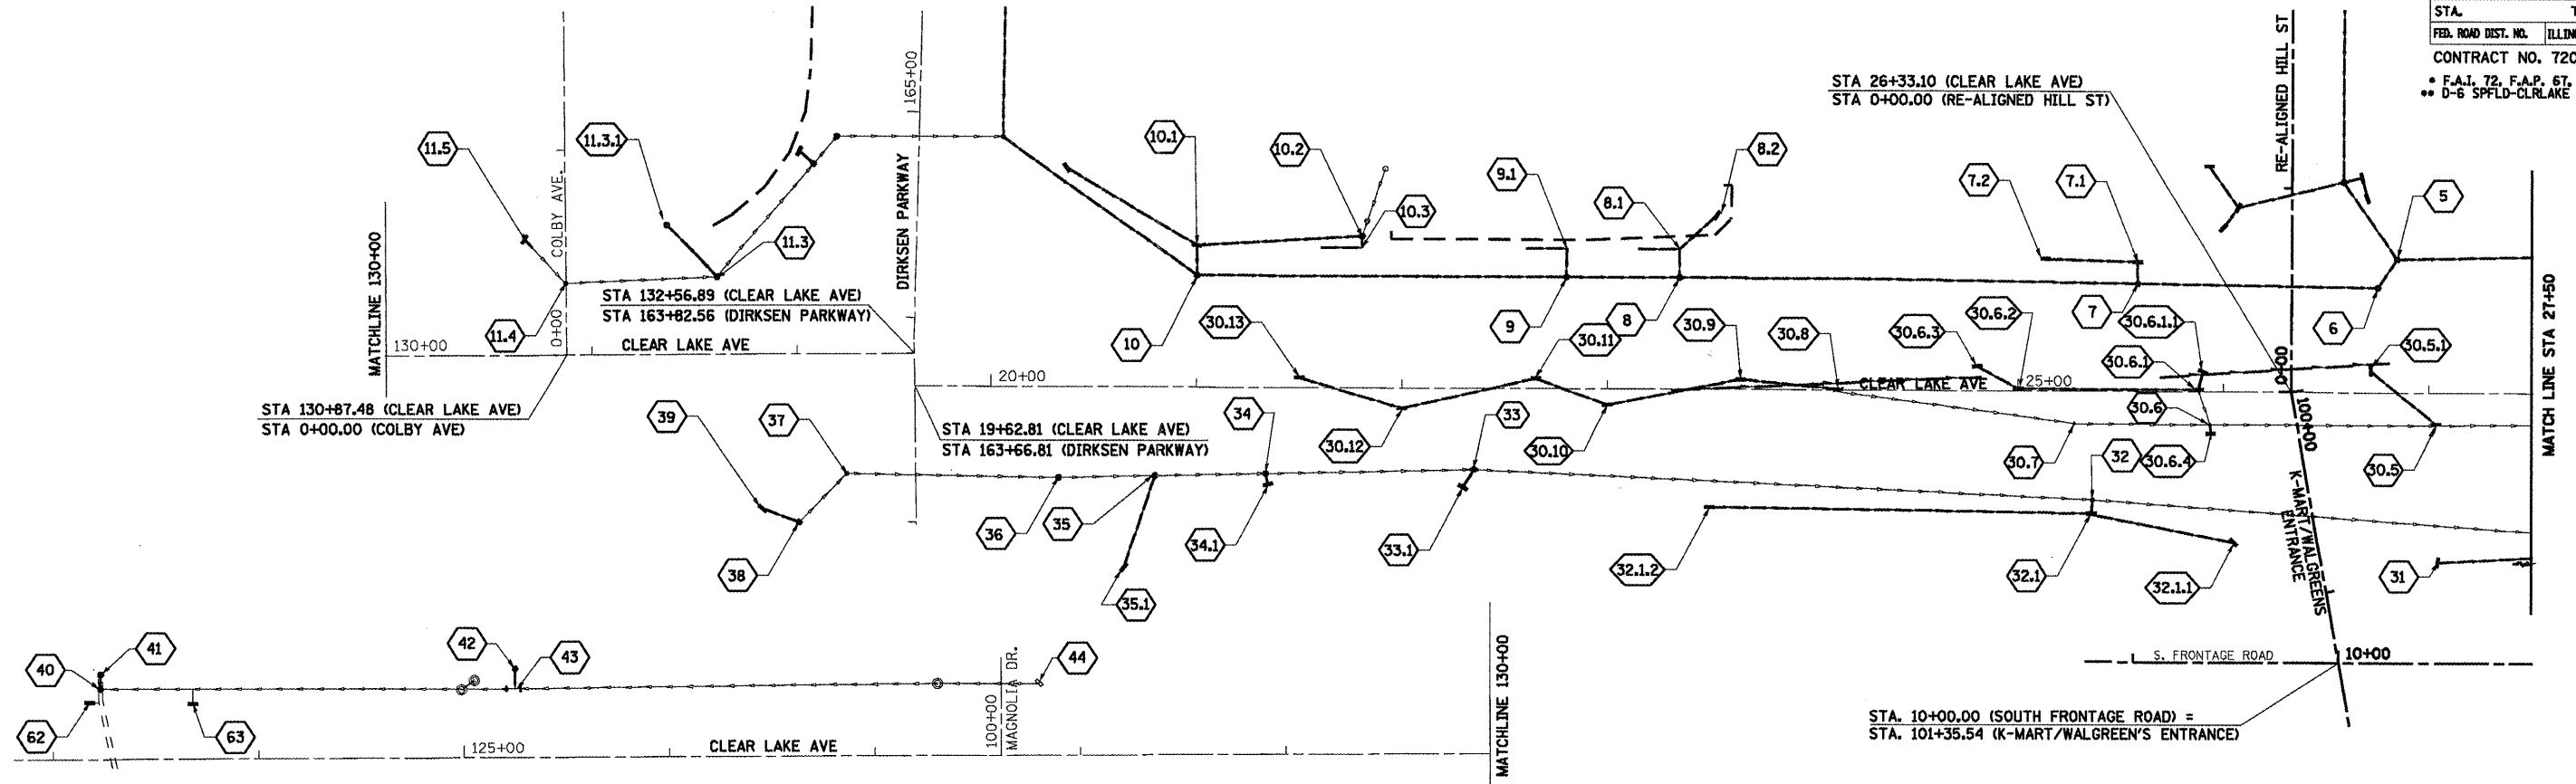 STA.
FED. ROAD DIST. NO.
CONTRACT NO. 720
• F.A.I. 72, F.A.P. 67,
•• D-6 SPFLD-CLRLAKE
STA 26+33.10 (CLEAR LAKE AVE)
STA 0+00.00 (RE-ALIGNED HILL ST)
RE-ALIGNED HILL ST
165+00
DIRKSEN PARKWAY
COLBY AVE.
0+00
MATCHLINE 130+00
11.5
11.3.1
11.3
11.4
10.1
10.2
10.3
9.1
8.2
8.1
7.2
7.1
5
STA 132+56.89 (CLEAR LAKE AVE)
STA 163+82.56 (DIRKSEN PARKWAY)
130+00
CLEAR LAKE AVE
10
9
8
7
6
30.13
30.11
30.9
30.8
30.6.3
30.6.2
30.6.1.1
30.6.1
30.5.1
0+00
20+00
CLEAR LAKE AVE
25+00
STA 130+87.48 (CLEAR LAKE AVE)
STA 0+00.00 (COLBY AVE)
STA 19+62.81 (CLEAR LAKE AVE)
STA 163+66.81 (DIRKSEN PARKWAY)
39
37
34
33
30.12
30.10
30.7
30.6
30.6.4
32
30.5
100+00
K-MART/WALGREENS
ENTRANCE
MATCH LINE STA 27+50
38
36
35
34.1
33.1
35.1
32.1.2
32.1
32.1.1
31
41
40
42
43
44
62
63
125+00
CLEAR LAKE AVE
100+00
MAGNOLIA DR.
MATCHLINE 130+00
S. FRONTAGE ROAD
10+00
STA. 10+00.00 (SOUTH FRONTAGE ROAD) =
STA. 101+35.54 (K-MART/WALGREEN'S ENTRANCE)